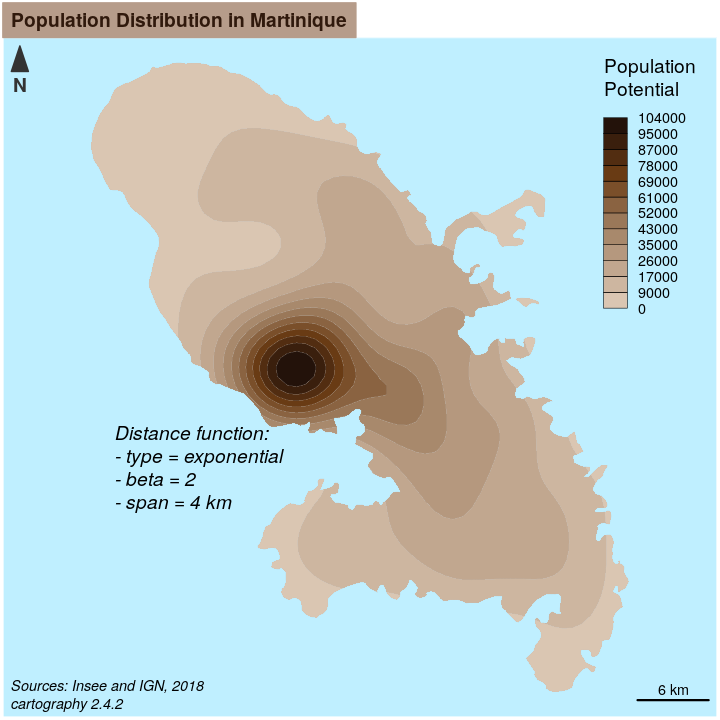 Population Distribution in Martinique
N
Population
Potential
104000
95000
87000
78000
69000
61000
52000
43000
35000
26000
17000
9000
0
Distance function:
- type = exponential
- beta = 2
- span = 4 km
Sources: Insee and IGN, 2018
cartography 2.4.2
6 km